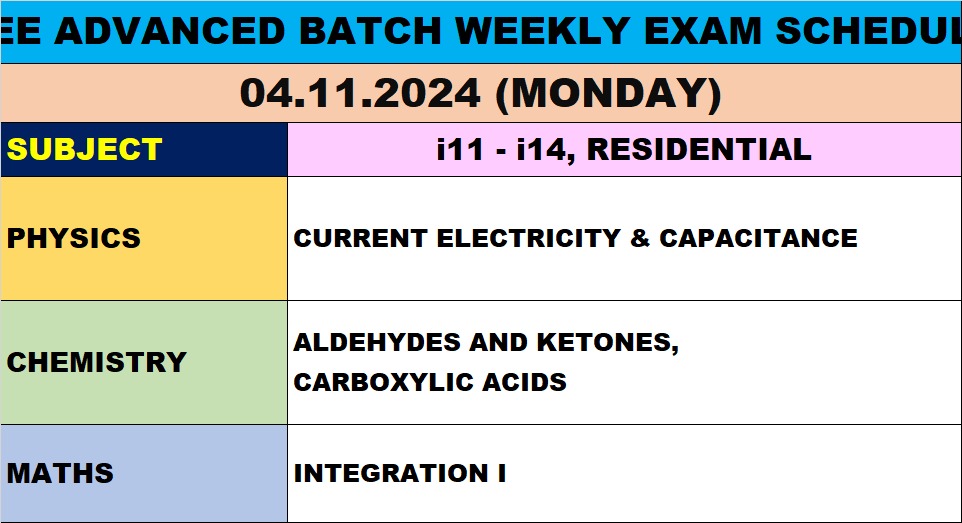 EE ADVANCED BATCH WEEKLY EXAM SCHEDUL
04.11.2024 (MONDAY)
SUBJECT
i11 - i14, RESIDENTIAL
PHYSICS
CURRENT ELECTRICITY & CAPACITANCE
CHEMISTRY
ALDEHYDES AND KETONES,
CARBOXYLIC ACIDS
MATHS
INTEGRATION I